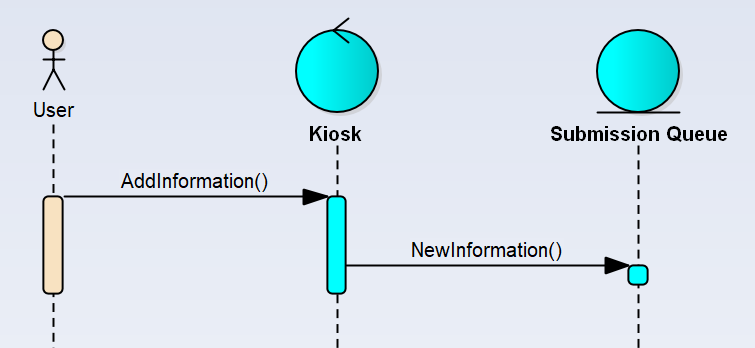 User
Kiosk
Submission Queue
AddInformation()
NewInformation()